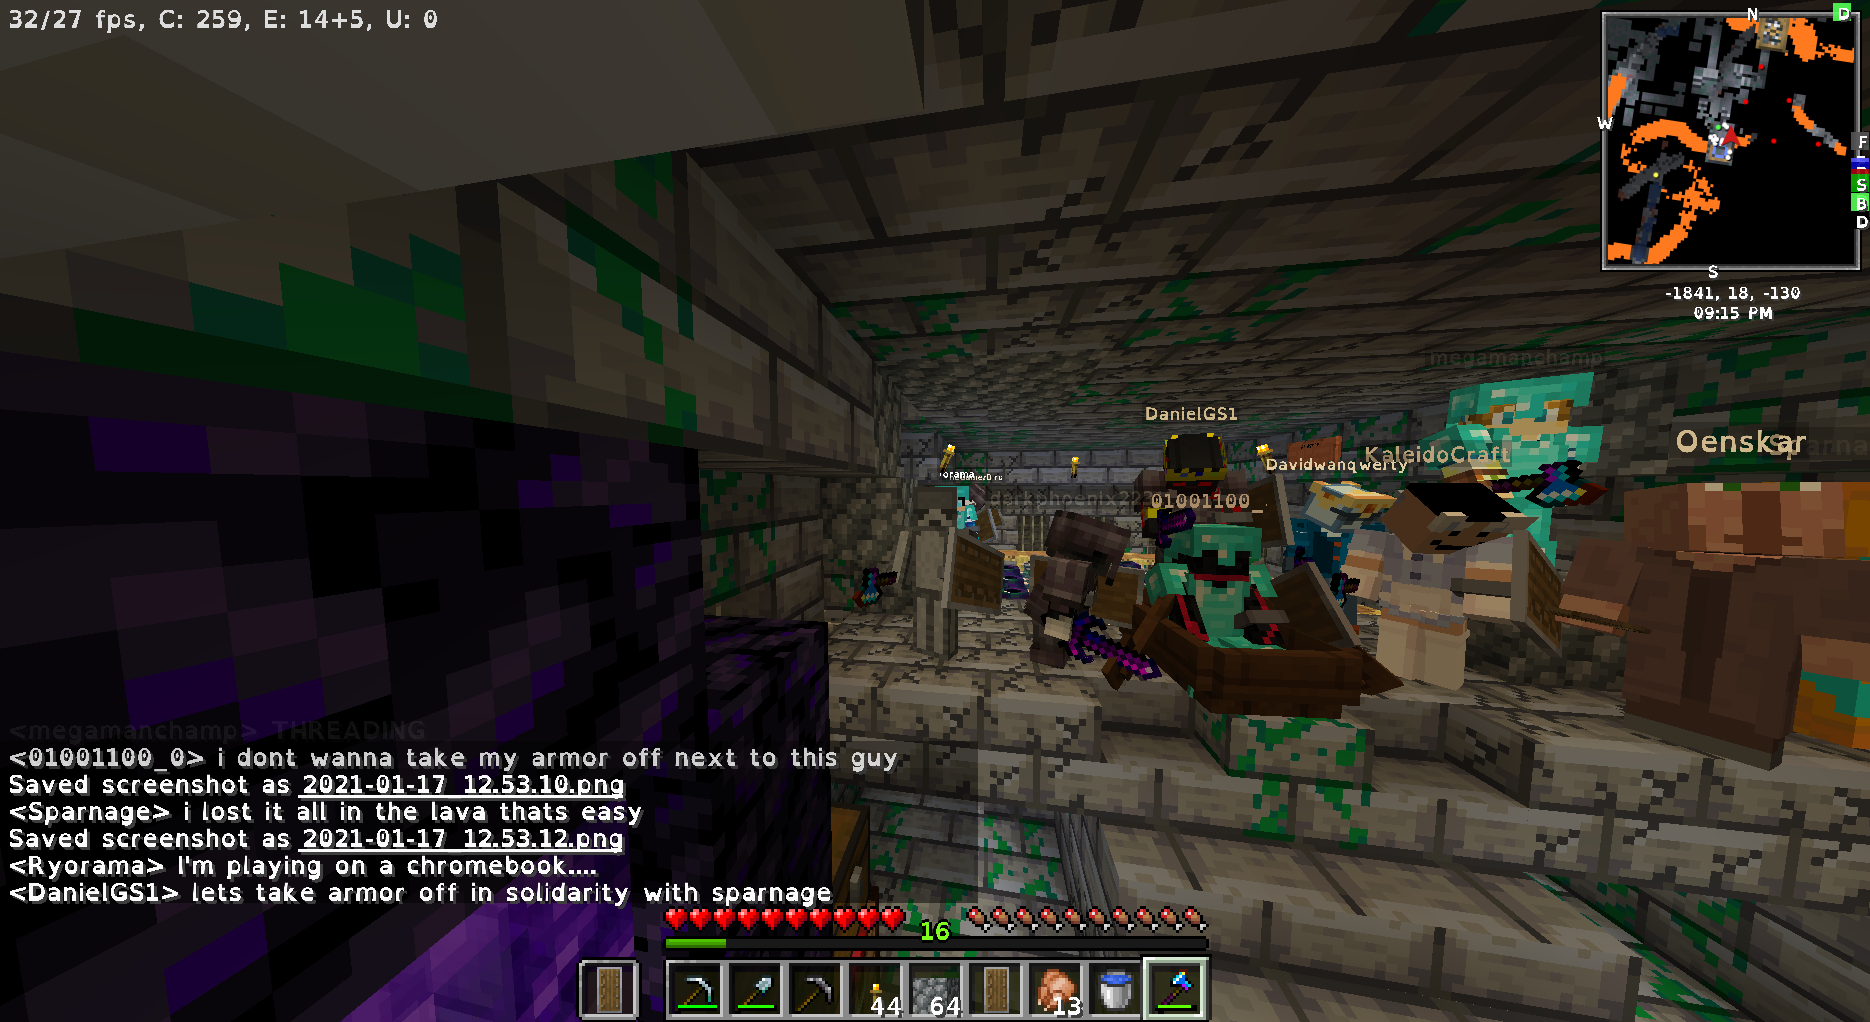 32/27 fps, C: 259, E: 14+5, U: 0
N
D
W
F
S
B
D
S
-1841, 18, -130
09:15 PM
megamanchamp
DanielGS1
Oenskar
KaleidoCraft
Davidwanqwerty
darkphoenix22
01001100_
<megamanchamp> THREADING
<01001100_0> i dont wanna take my armor off next to this guy
Saved screenshot as 2021-01-17_12.53.10.png
<Sparnage> i lost it all in the lava thats easy
Saved screenshot as 2021-01-17_12.53.12.png
<Ryorama> I'm playing on a chromebook....
<DanielGS1> lets take armor off in solidarity with sparnage
16
44
64
13